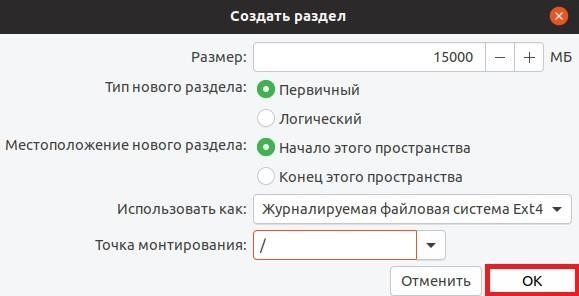 Создать раздел
Размер: 15000 − + МБ
Тип нового раздела: Первичный
Логический
Местоположение нового раздела: Начало этого пространства
Конец этого пространства
Использовать как: Журналируемая файловая система Ext4
Точка монтирования: /
Отменить OK